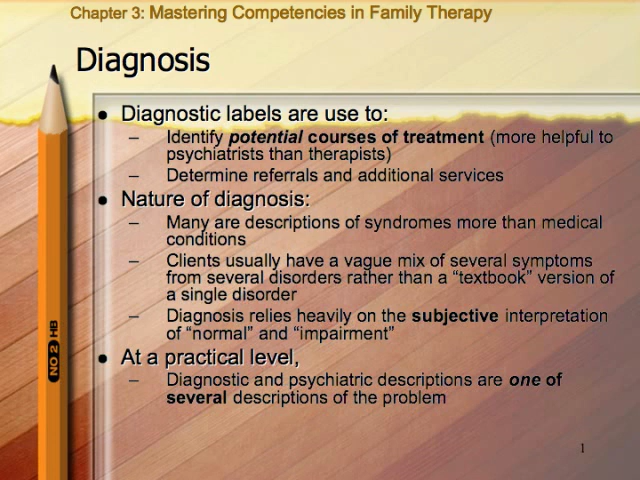 Chapter 3: Mastering Competencies in Family Therapy
Diagnosis
• Diagnostic labels are use to:
– Identify potential courses of treatment (more helpful to
psychiatrists than therapists)
– Determine referrals and additional services
• Nature of diagnosis:
– Many are descriptions of syndromes more than medical
conditions
– Clients usually have a vague mix of several symptoms
from several disorders rather than a “textbook” version of
a single disorder
– Diagnosis relies heavily on the subjective interpretation
of “normal” and “impairment”
• At a practical level,
– Diagnostic and psychiatric descriptions are one of
several descriptions of the problem
NO 2 HB
1